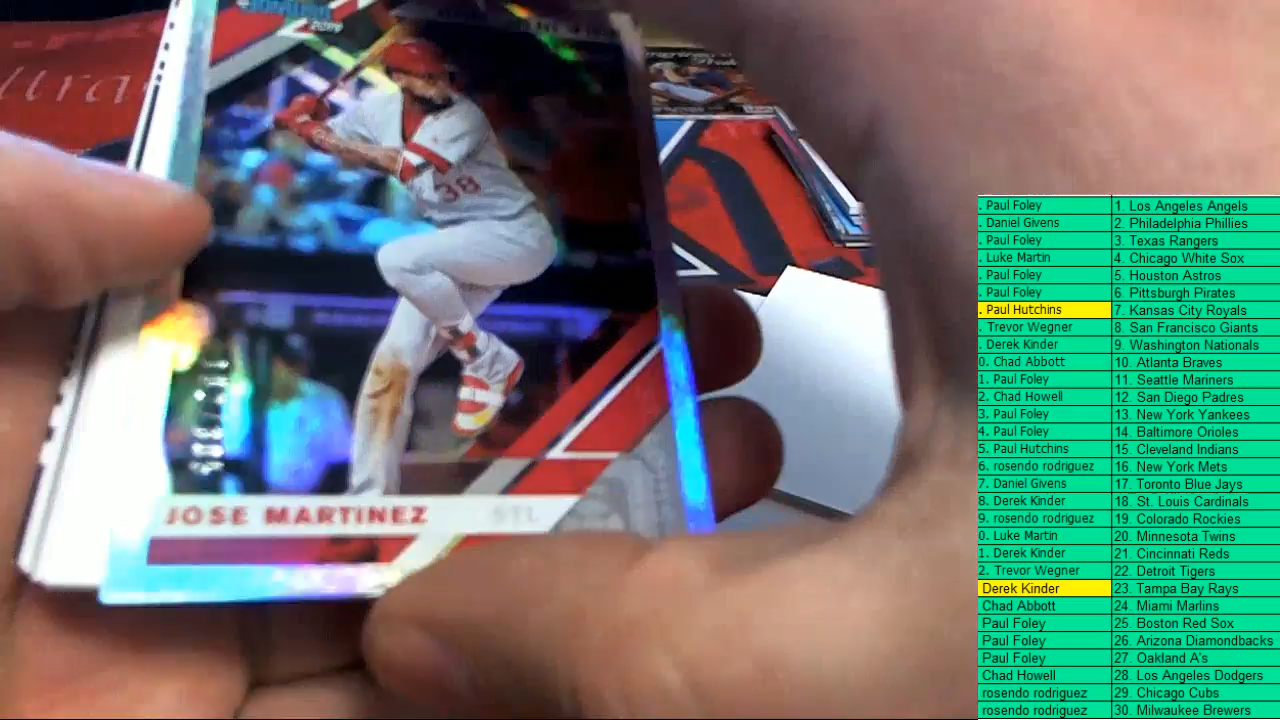 2019
38
JOSE MARTINEZ STL
. Paul Foley 1. Los Angeles Angels
. Daniel Givens 2. Philadelphia Phillies
. Paul Foley 3. Texas Rangers
. Luke Martin 4. Chicago White Sox
. Paul Foley 5. Houston Astros
. Paul Foley 6. Pittsburgh Pirates
. Paul Hutchins 7. Kansas City Royals
. Trevor Wegner 8. San Francisco Giants
. Derek Kinder 9. Washington Nationals
0. Chad Abbott 10. Atlanta Braves
1. Paul Foley 11. Seattle Mariners
2. Chad Howell 12. San Diego Padres
3. Paul Foley 13. New York Yankees
4. Paul Foley 14. Baltimore Orioles
5. Paul Hutchins 15. Cleveland Indians
6. rosendo rodriguez 16. New York Mets
7. Daniel Givens 17. Toronto Blue Jays
8. Derek Kinder 18. St. Louis Cardinals
9. rosendo rodriguez 19. Colorado Rockies
0. Luke Martin 20. Minnesota Twins
1. Derek Kinder 21. Cincinnati Reds
2. Trevor Wegner 22. Detroit Tigers
Derek Kinder 23. Tampa Bay Rays
Chad Abbott 24. Miami Marlins
Paul Foley 25. Boston Red Sox
Paul Foley 26. Arizona Diamondbacks
Paul Foley 27. Oakland A's
Chad Howell 28. Los Angeles Dodgers
rosendo rodriguez 29. Chicago Cubs
rosendo rodriguez 30. Milwaukee Brewers